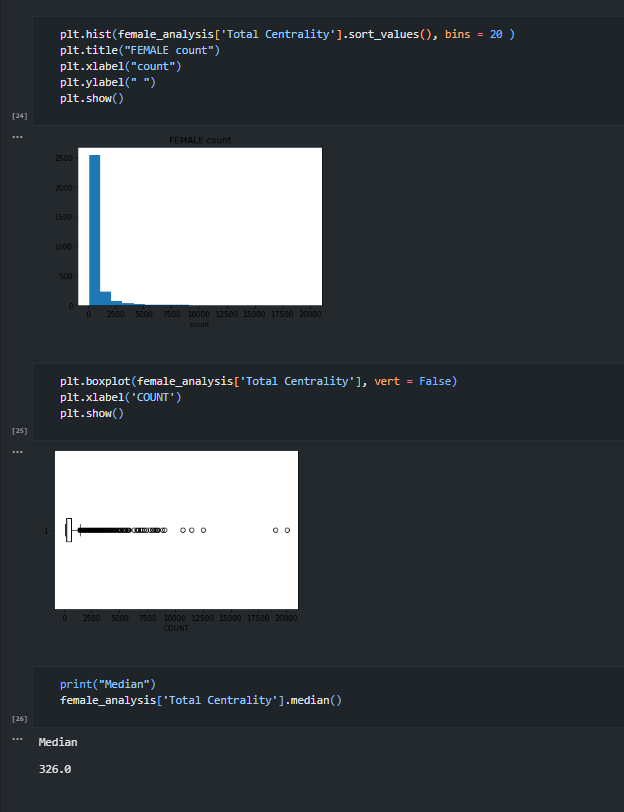 plt.hist(female_analysis['Total Centrality'].sort_values(), bins = 20 )
plt.title("FEMALE count")
plt.xlabel("count")
plt.ylabel(" ")
plt.show()
[24]
...
FEMALE count
2500
2000
1500
1000
500
0
0 2500 5000 7500 10000 12500 15000 17500 20000
count
plt.boxplot(female_analysis['Total Centrality'], vert = False)
plt.xlabel('COUNT')
plt.show()
[25]
...
1
0 2500 5000 7500 10000 12500 15000 17500 20000
COUNT
print("Median")
female_analysis['Total Centrality'].median()
[26]
...
Median
326.0